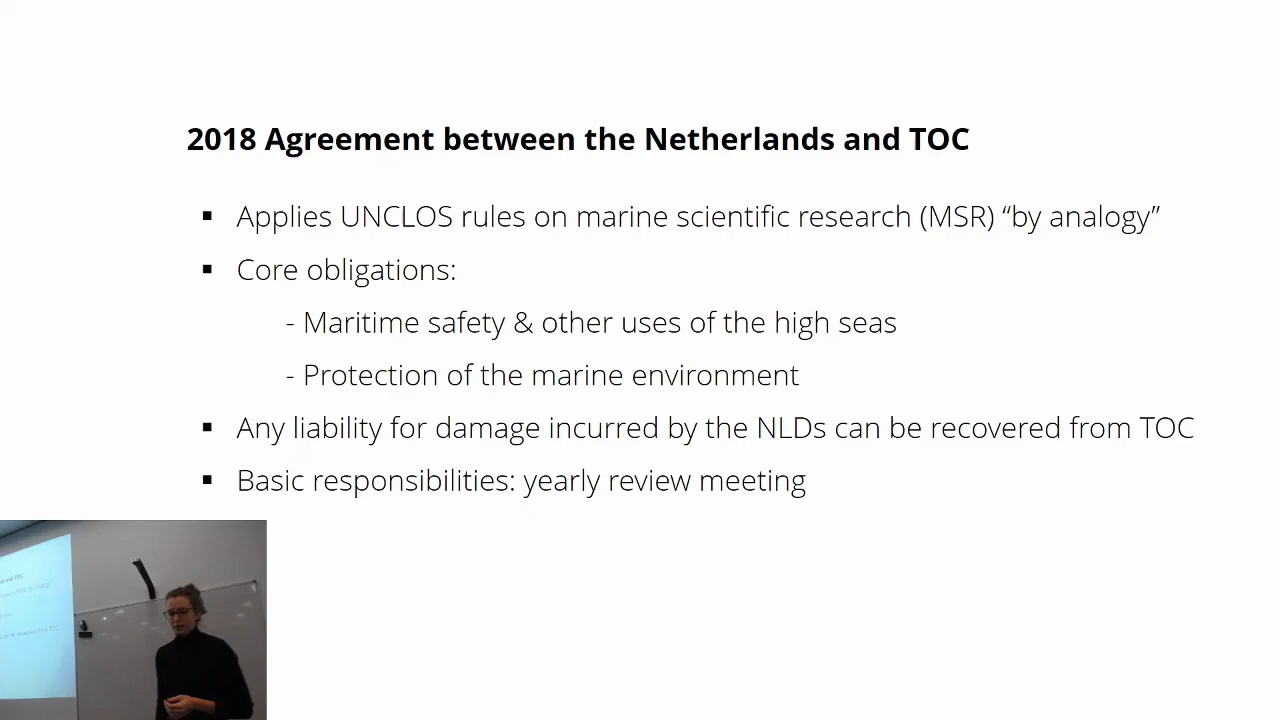 2018 Agreement between the Netherlands and TOC
▪ Applies UNCLOS rules on marine scientific research (MSR) “by analogy”
▪ Core obligations:
- Maritime safety & other uses of the high seas
- Protection of the marine environment
▪ Any liability for damage incurred by the NLDs can be recovered from TOC
▪ Basic responsibilities: yearly review meeting